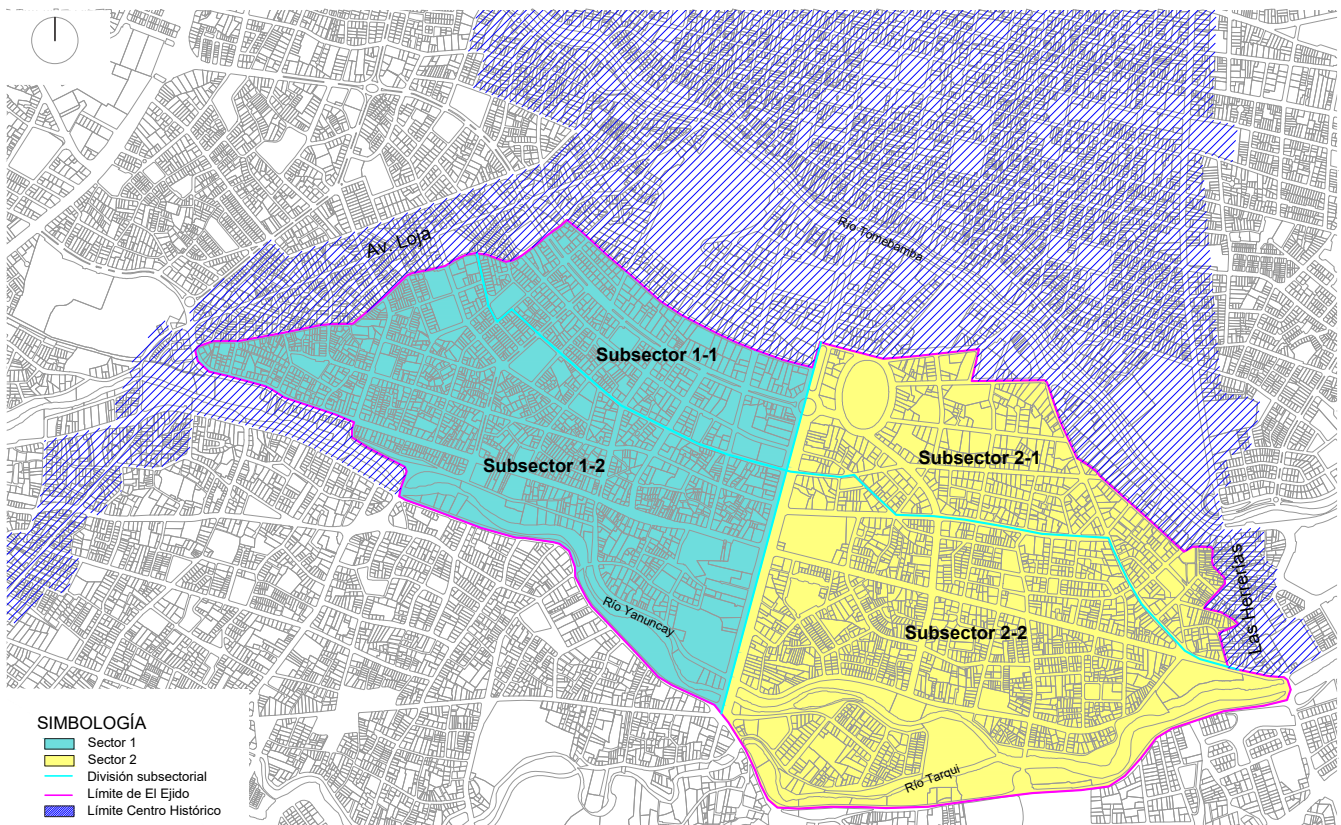 Av. Loja
Río Tomebamba
Subsector 1-1
Subsector 1-2
Subsector 2-1
Las Herrerías
Río Yanuncay
Subsector 2-2
Río Tarqui
SIMBOLOGÍA
Sector 1
Sector 2
División subsectorial
Límite de El Ejido
Límite Centro Histórico